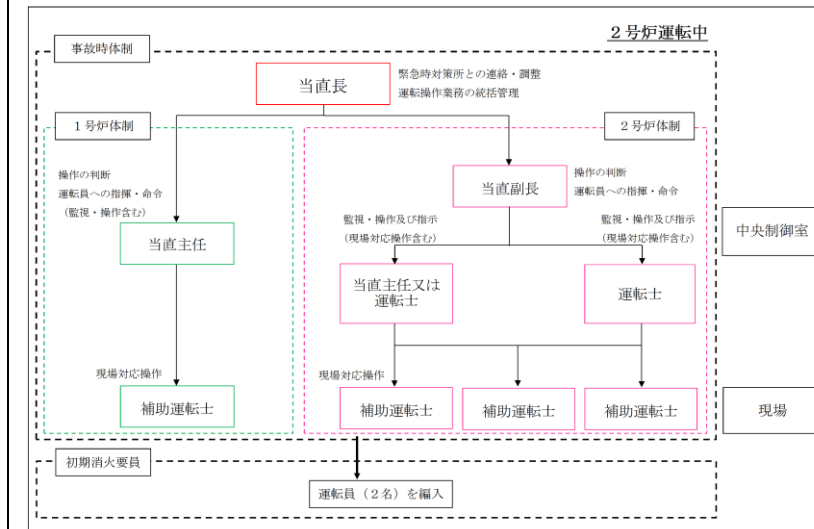 2号炉運転中
事故時体制
当直長
緊急時対策所との連絡・調整
運転操作業務の統括管理
1号炉体制
2号炉体制
操作の判断
運転員への指揮・命令
(監視・操作含む)
当直主任
当直副長
操作の判断
運転員への指揮・命令
監視・操作及び指示
(現場対応操作含む)
監視・操作及び指示
(現場対応操作含む)
中央制御室
当直主任又は
運転士
運転士
現場対応操作
補助運転士
現場対応操作
補助運転士
補助運転士
補助運転士
現場
初期消火要員
運転員(2名)を編入